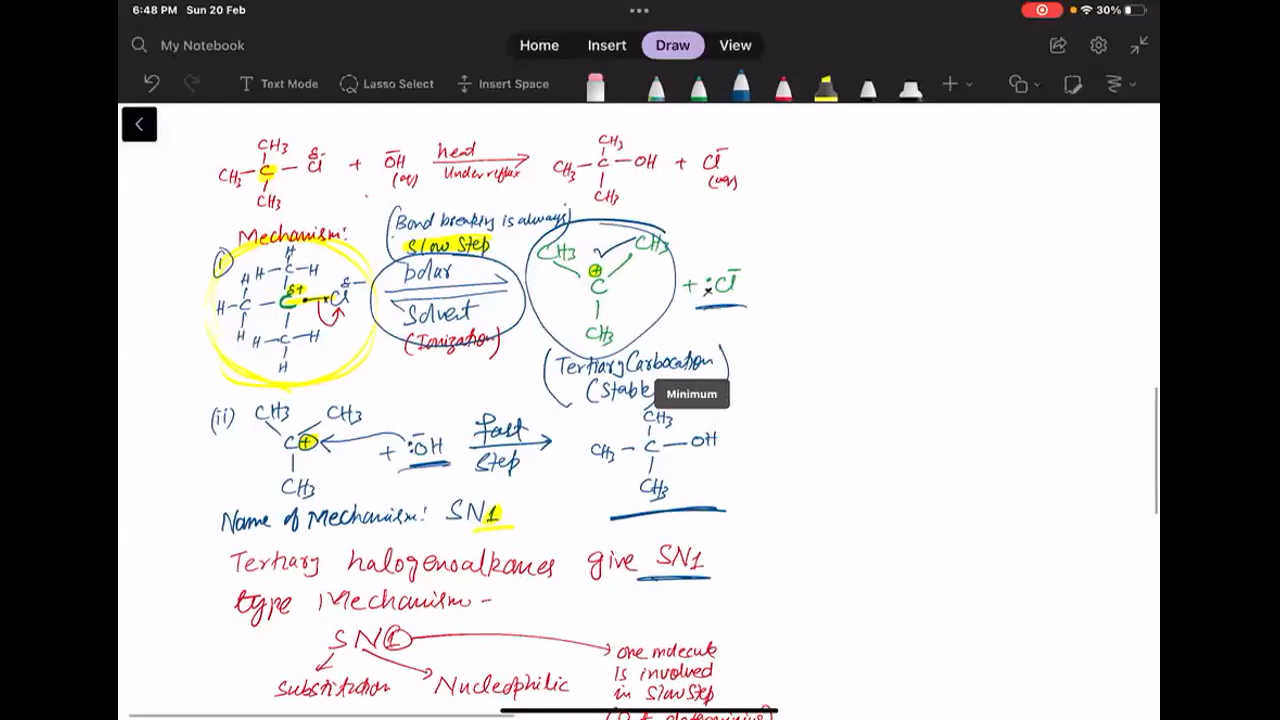 6:48 PM Sun 20 Feb
30%
My Notebook
Home Insert Draw View
Text Mode Lasso Select Insert Space
CH3 CH3
CH3 - C - Cl δ- + ŌH heat CH3 - C - OH + Cl-
(aq) Under reflux (aq)
CH3 CH3
(Bond breaking is always
Mechanism: Slow Step
(i) H
H - C - H
H - C - C δ+ - Cl δ-
H H - C - H
H
polar
Solvent
(Ionization)
CH3 CH3
+
C + :Cl-
CH3
(Tertiary Carbocation)
(Stable
Minimum
(ii) CH3 CH3
C + + :ŌH fast
Step
CH3
CH3
CH3 - C - OH
CH3
Name of Mechanism: SN1
Tertiary halogenoalkanes give SN1
type Mechanism -
SN1
one molecule
is involved
in slow step
Substitution Nucleophilic